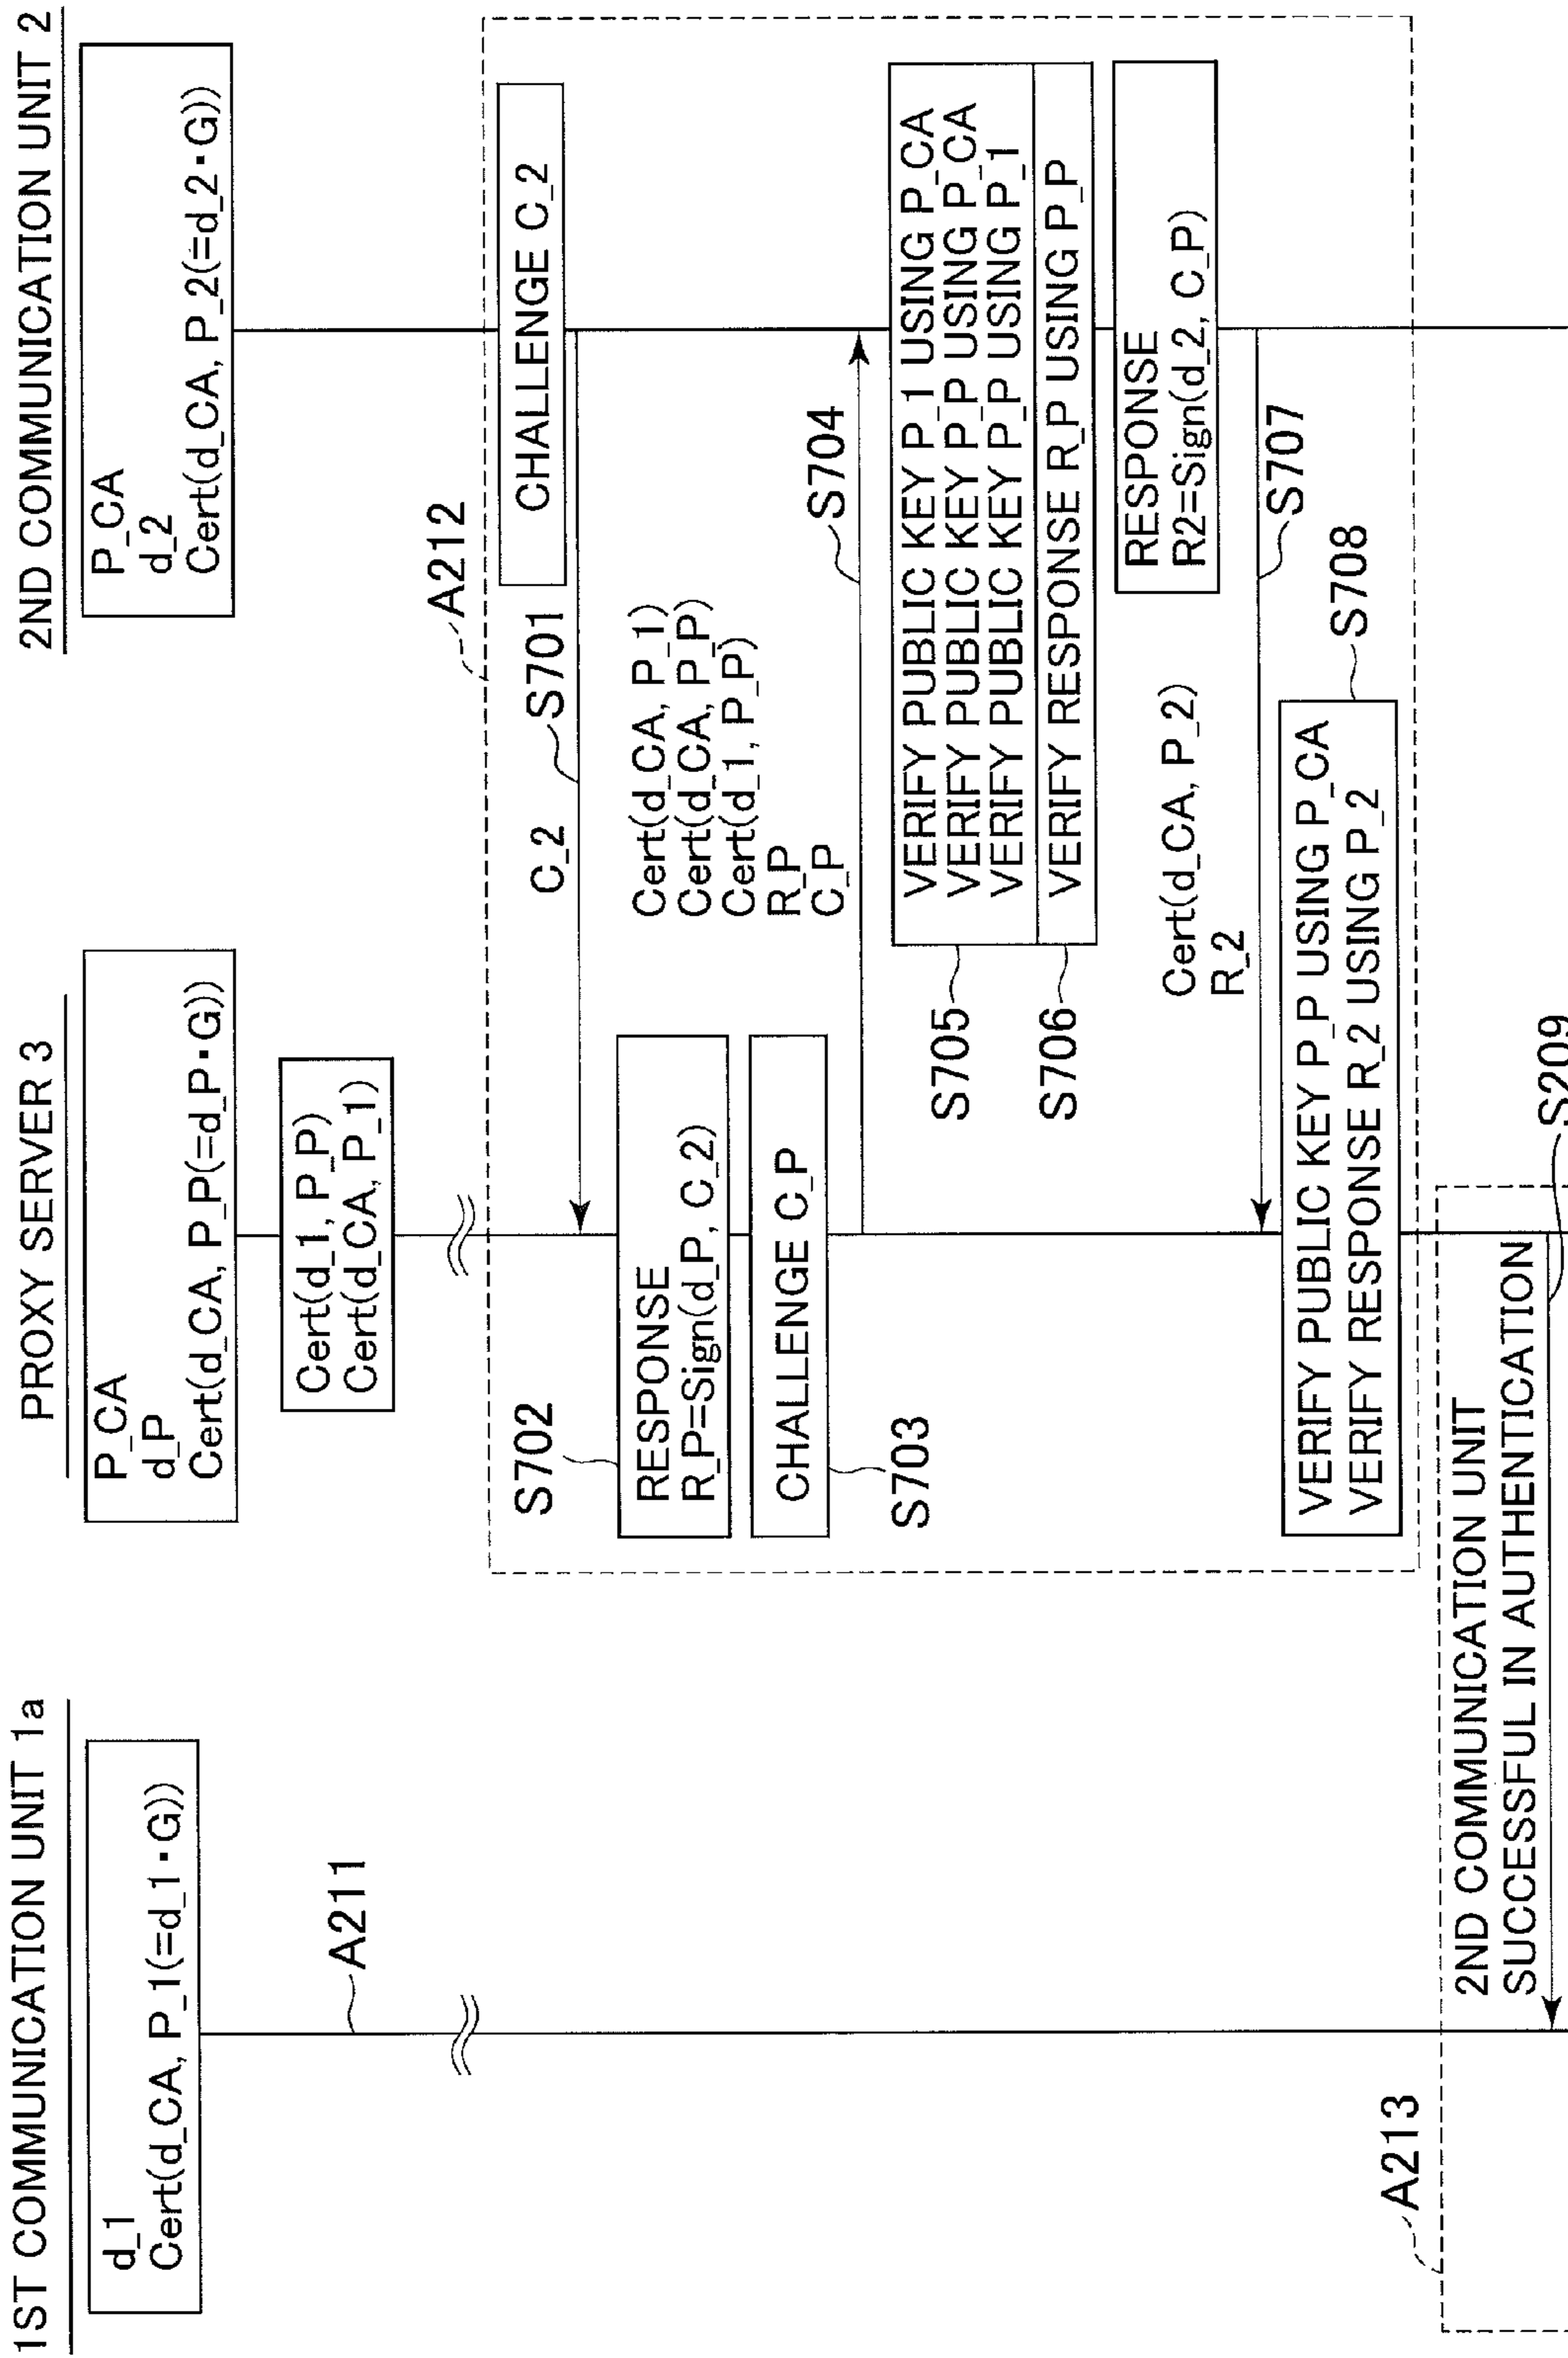 1ST COMMUNICATION UNIT 1a
PROXY SERVER 3
2ND COMMUNICATION UNIT 2
d_1
Cert(d_CA, P_1(=d_1・G))
P_CA
d_P
Cert(d_CA, P_P(=d_P・G))
P_CA
d_2
Cert(d_CA, P_2(=d_2・G))
A211
Cert(d_1, P_P)
Cert(d_CA, P_1)
A212
CHALLENGE C_2
S701
C_2
S702
RESPONSE
R_P=Sign(d_P, C_2)
CHALLENGE C_P
S703
Cert(d_CA, P_1)
Cert(d_CA, P_P)
Cert(d_1, P_P)
R_P
C_P
S704
VERIFY PUBLIC KEY P_1 USING P_CA
VERIFY PUBLIC KEY P_P USING P_CA
VERIFY PUBLIC KEY P_P USING P_1
S705
VERIFY RESPONSE R_P USING P_P
S706
RESPONSE
R2=Sign(d_2, C_P)
Cert(d_CA, P_2)
R_2
S707
VERIFY PUBLIC KEY P_P USING P_CA
VERIFY RESPONSE R_2 USING P_2
S708
A213
2ND COMMUNICATION UNIT
SUCCESSFUL IN AUTHENTICATION
S209